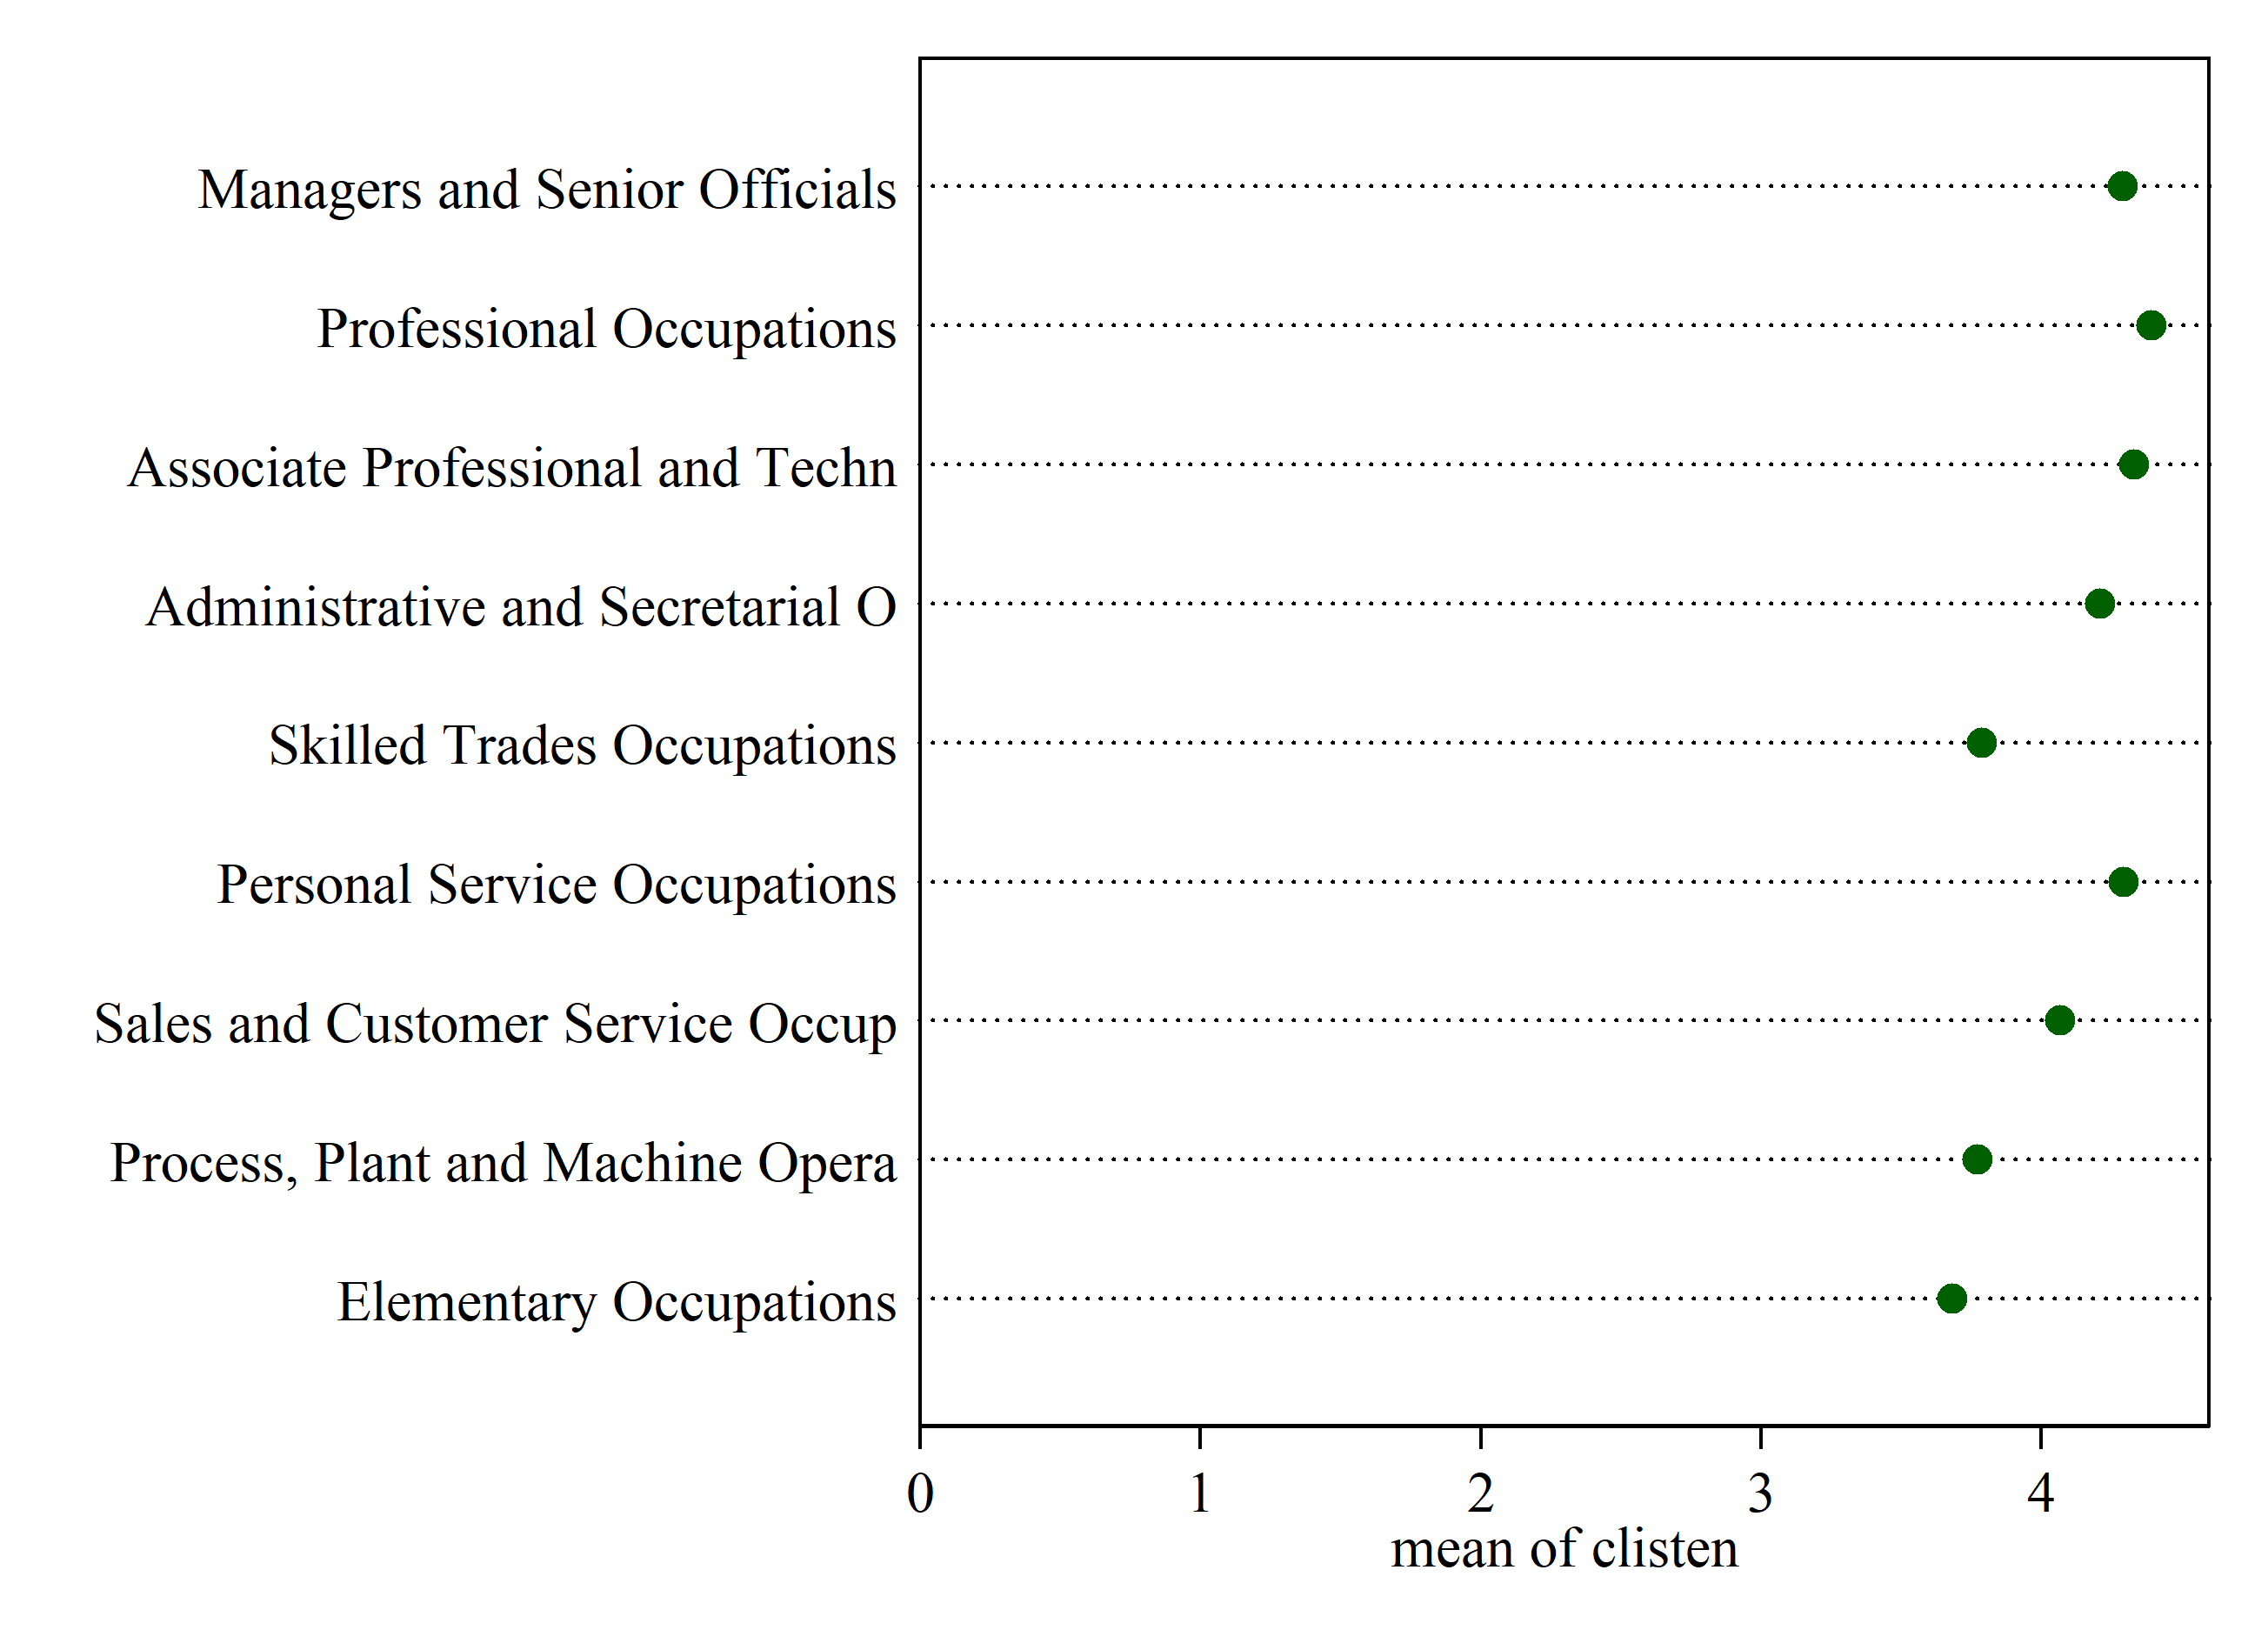 Managers and Senior Officials
Professional Occupations
Associate Professional and Techn
Administrative and Secretarial O
Skilled Trades Occupations
Personal Service Occupations
Sales and Customer Service Occup
Process, Plant and Machine Opera
Elementary Occupations
0 1 2 3 4
mean of clisten